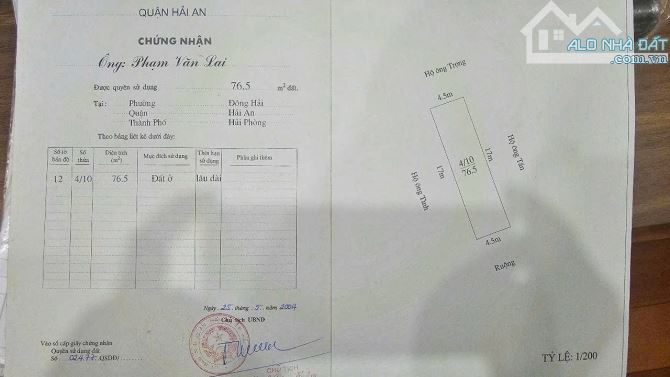 QUẬN HẢI AN
CHỨNG NHẬN
Ông: Phạm Văn Lai
Được quyền sử dụng 76.5 m² đất.
Tại: Phường Đông Hải
Quận Hải An
Thành Phố Hải Phòng
Theo bảng liệt kê dưới đây:
Số tờ bản đồ Số thửa Diện tích (m²) Mục đích sử dụng Thời hạn sử dụng Phần ghi thêm
12 4/10 76.5 Đất ở lâu dài
Ngày 25 tháng 5 năm 2004
Chủ tịch UBND
CHỦ TỊCH
Vào sổ cấp giấy chứng nhận
Quyền sử dụng đất
Số QSDĐ/
ALO NHÀ ĐẤT
.com.vn
Hộ ông Trọng
4.5m
Hộ ông Tấn
17m
4/10
76.5
17m
Hộ ông Tình
4.5m
Ruộng
TỶ LỆ: 1/200